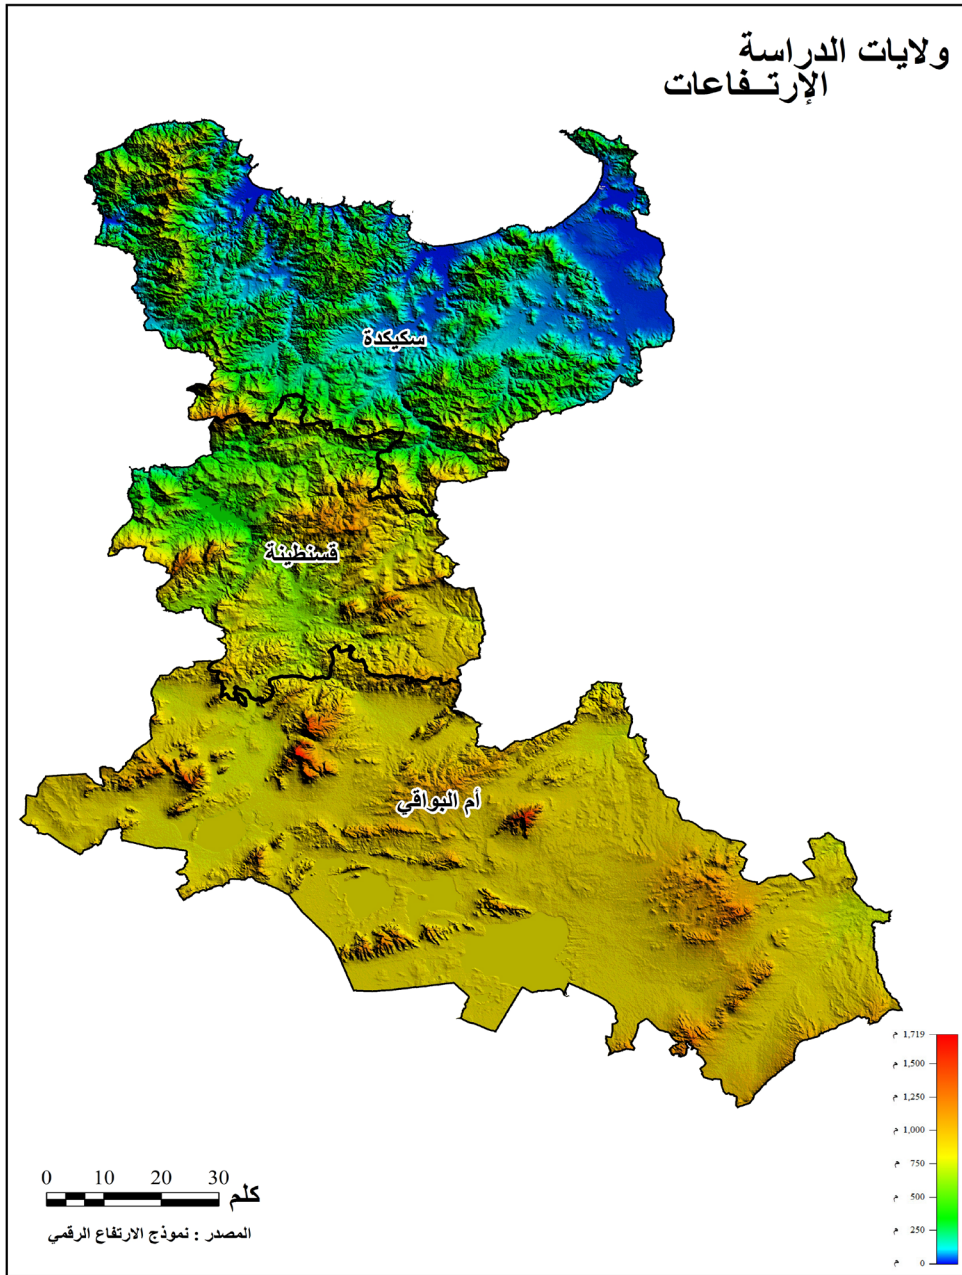 ولايات الدراسة
الإرتــفاعات
سكيكدة
قسنطينة
أم البواقي
1,719 م
1,500 م
1,250 م
1,000 م
750 م
500 م
250 م
0 م
0 10 20 30
كلم
المصدر : نموذج الارتفاع الرقمي